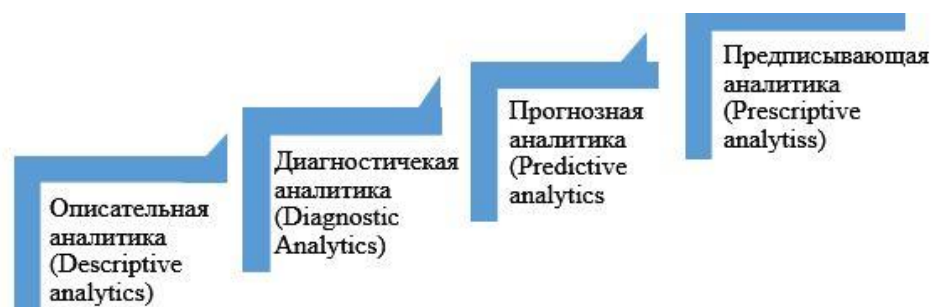 Описательная
аналитика
(Descriptive
analytics)
Диагностичекая
аналитика
(Diagnostic
Analytics)
Прогнозная
аналитика
(Predictive
analytics
Предписывающая
аналитика
(Prescriptive
analytiss)